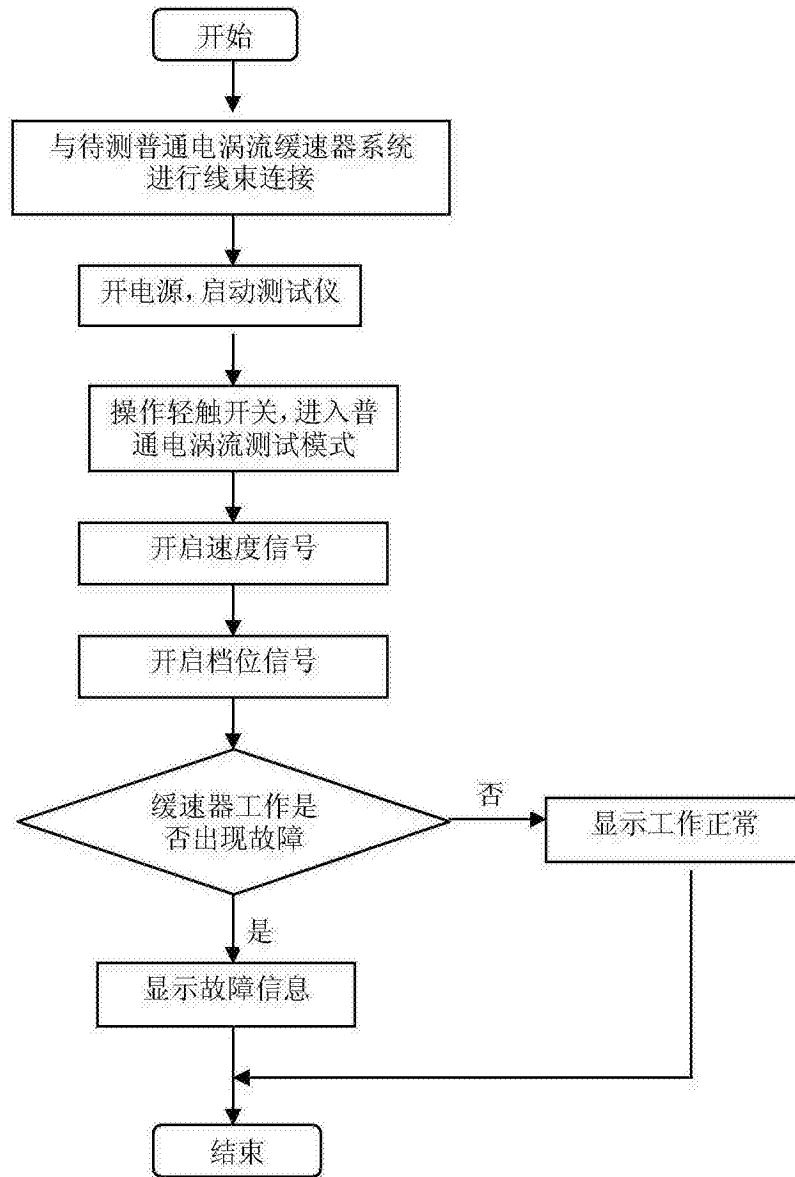 开始
与待测普通电涡流缓速器系统
进行线束连接
开电源,启动测试仪
操作轻触开关,进入普
通电涡流测试模式
开启速度信号
开启档位信号
缓速器工作是
否出现故障
否
显示工作正常
是
显示故障信息
结束